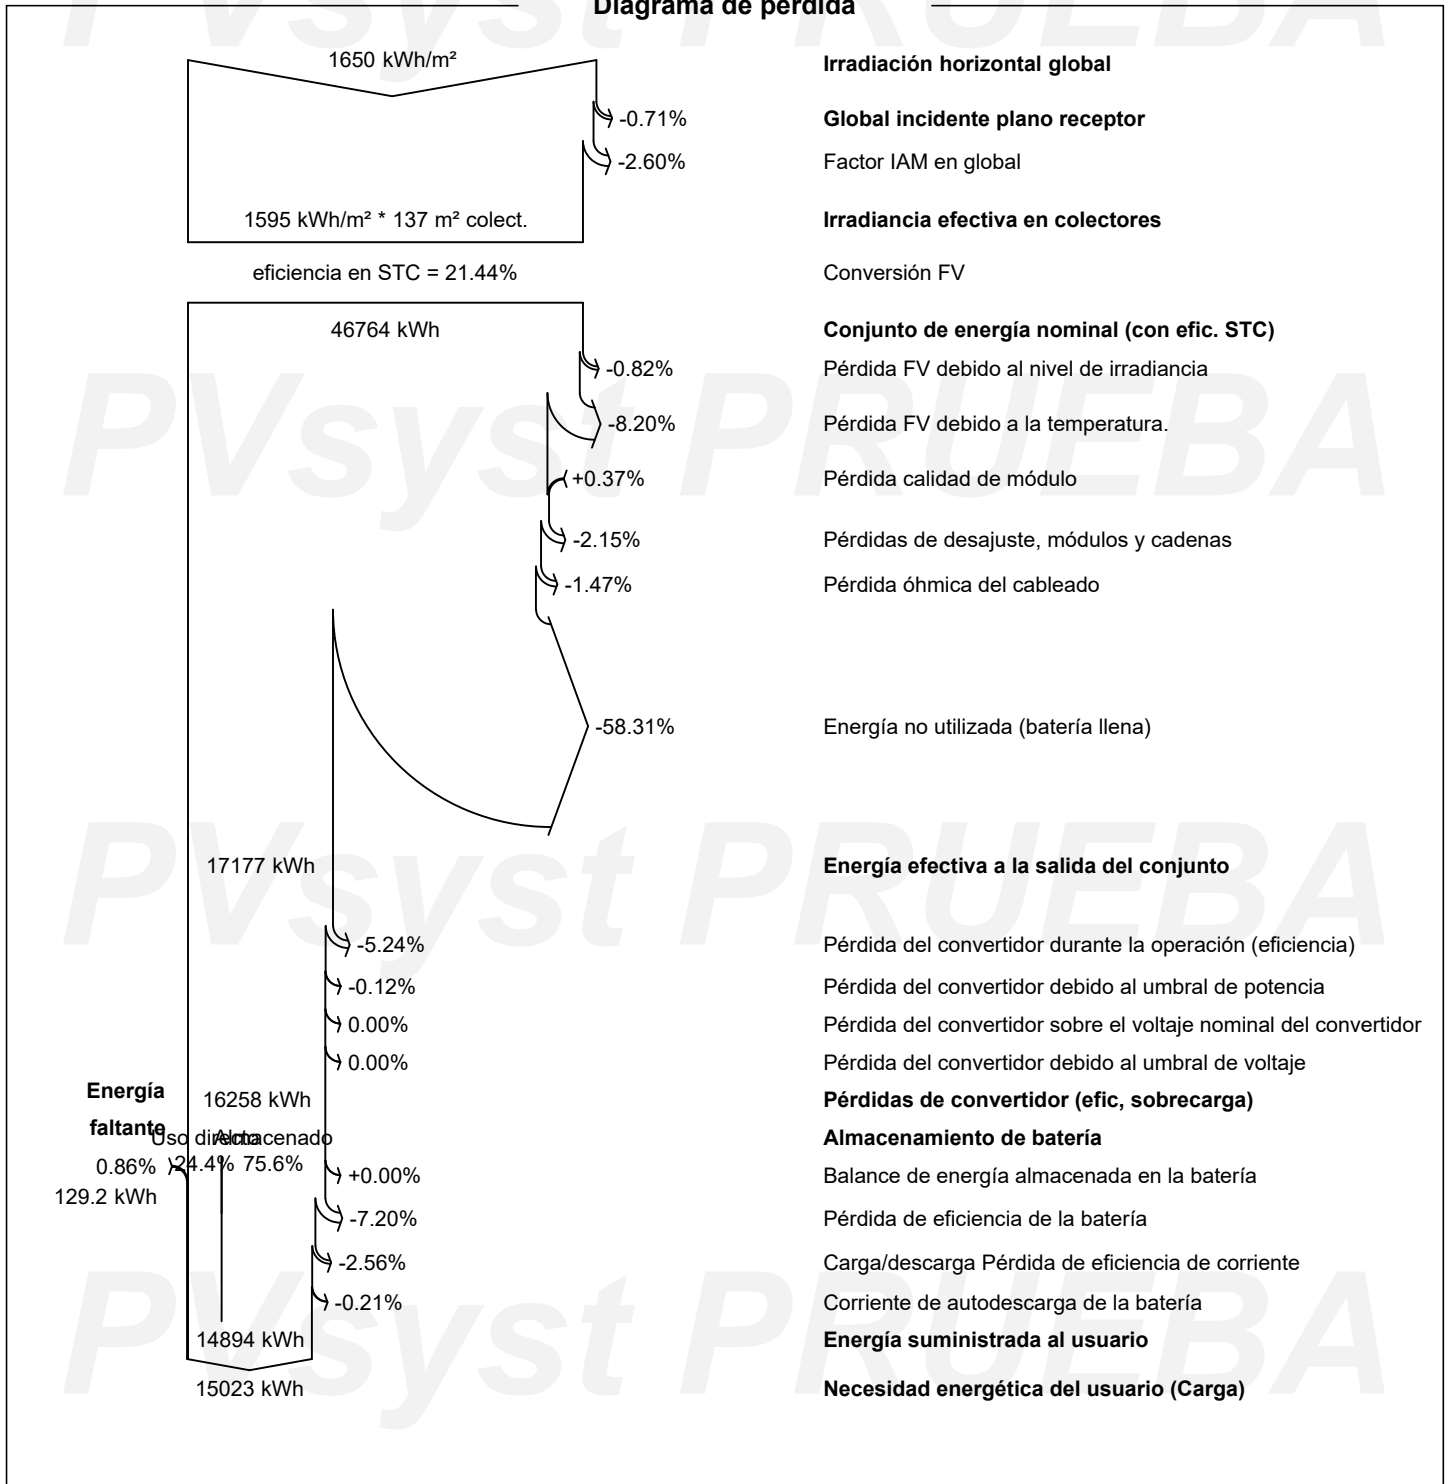 Diagrama de pérdida
1650 kWh/m²
Irradiación horizontal global
-0.71%
Global incidente plano receptor
-2.60%
Factor IAM en global
1595 kWh/m² * 137 m² colect.
Irradiancia efectiva en colectores
eficiencia en STC = 21.44%
Conversión FV
46764 kWh
Conjunto de energía nominal (con efic. STC)
-0.82%
Pérdida FV debido al nivel de irradiancia
-8.20%
Pérdida FV debido a la temperatura.
+0.37%
Pérdida calidad de módulo
-2.15%
Pérdidas de desajuste, módulos y cadenas
-1.47%
Pérdida óhmica del cableado
-58.31%
Energía no utilizada (batería llena)
17177 kWh
Energía efectiva a la salida del conjunto
-5.24%
Pérdida del convertidor durante la operación (eficiencia)
-0.12%
Pérdida del convertidor debido al umbral de potencia
0.00%
Pérdida del convertidor sobre el voltaje nominal del convertidor
0.00%
Pérdida del convertidor debido al umbral de voltaje
Energía
faltante
16258 kWh
Pérdidas de convertidor (efic, sobrecarga)
Uso directo
Almacenado
Almacenamiento de batería
0.86%
24.4%
75.6%
+0.00%
Balance de energía almacenada en la batería
129.2 kWh
-7.20%
Pérdida de eficiencia de la batería
-2.56%
Carga/descarga Pérdida de eficiencia de corriente
-0.21%
Corriente de autodescarga de la batería
14894 kWh
Energía suministrada al usuario
15023 kWh
Necesidad energética del usuario (Carga)
PVsyst PRUEBA
PVsyst PRUEBA
PVsyst PRUEBA
PVsyst PRUEBA